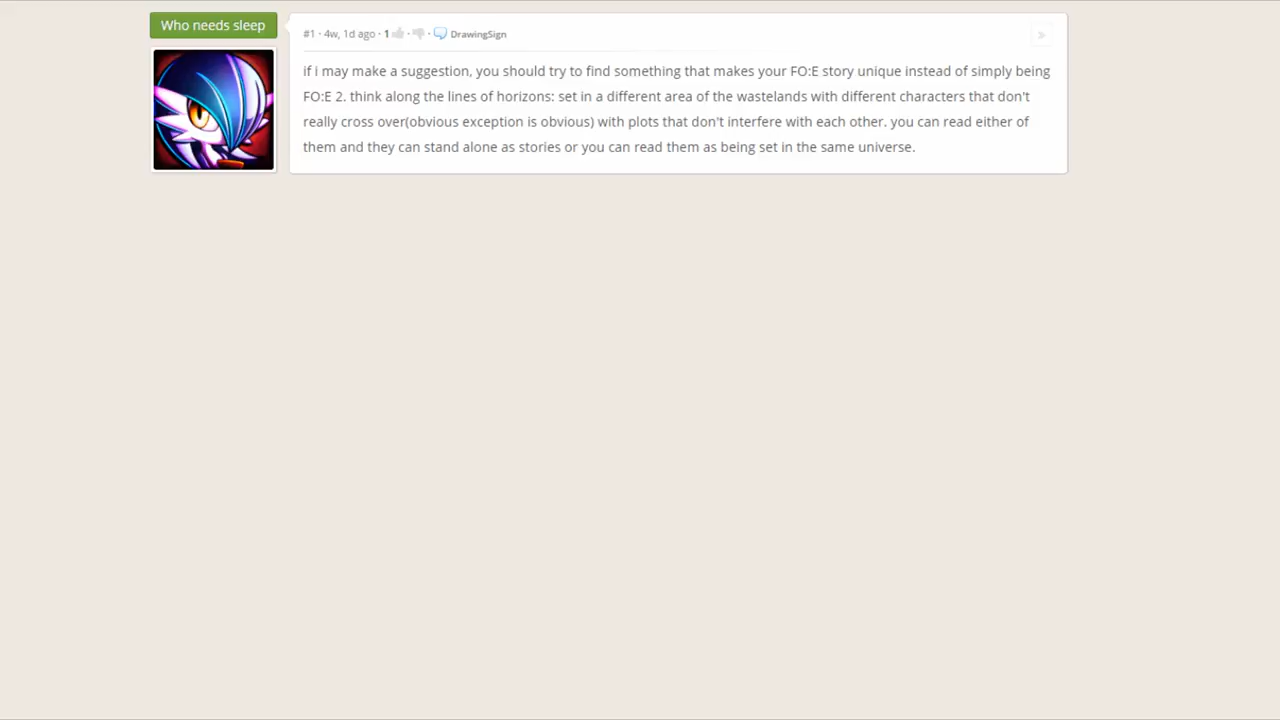 Who needs sleep
#1 · 4w, 1d ago · 1 · · DrawingSign
»
if i may make a suggestion, you should try to find something that makes your FO:E story unique instead of simply being
FO:E 2. think along the lines of horizons: set in a different area of the wastelands with different characters that don't
really cross over(obvious exception is obvious) with plots that don't interfere with each other. you can read either of
them and they can stand alone as stories or you can read them as being set in the same universe.